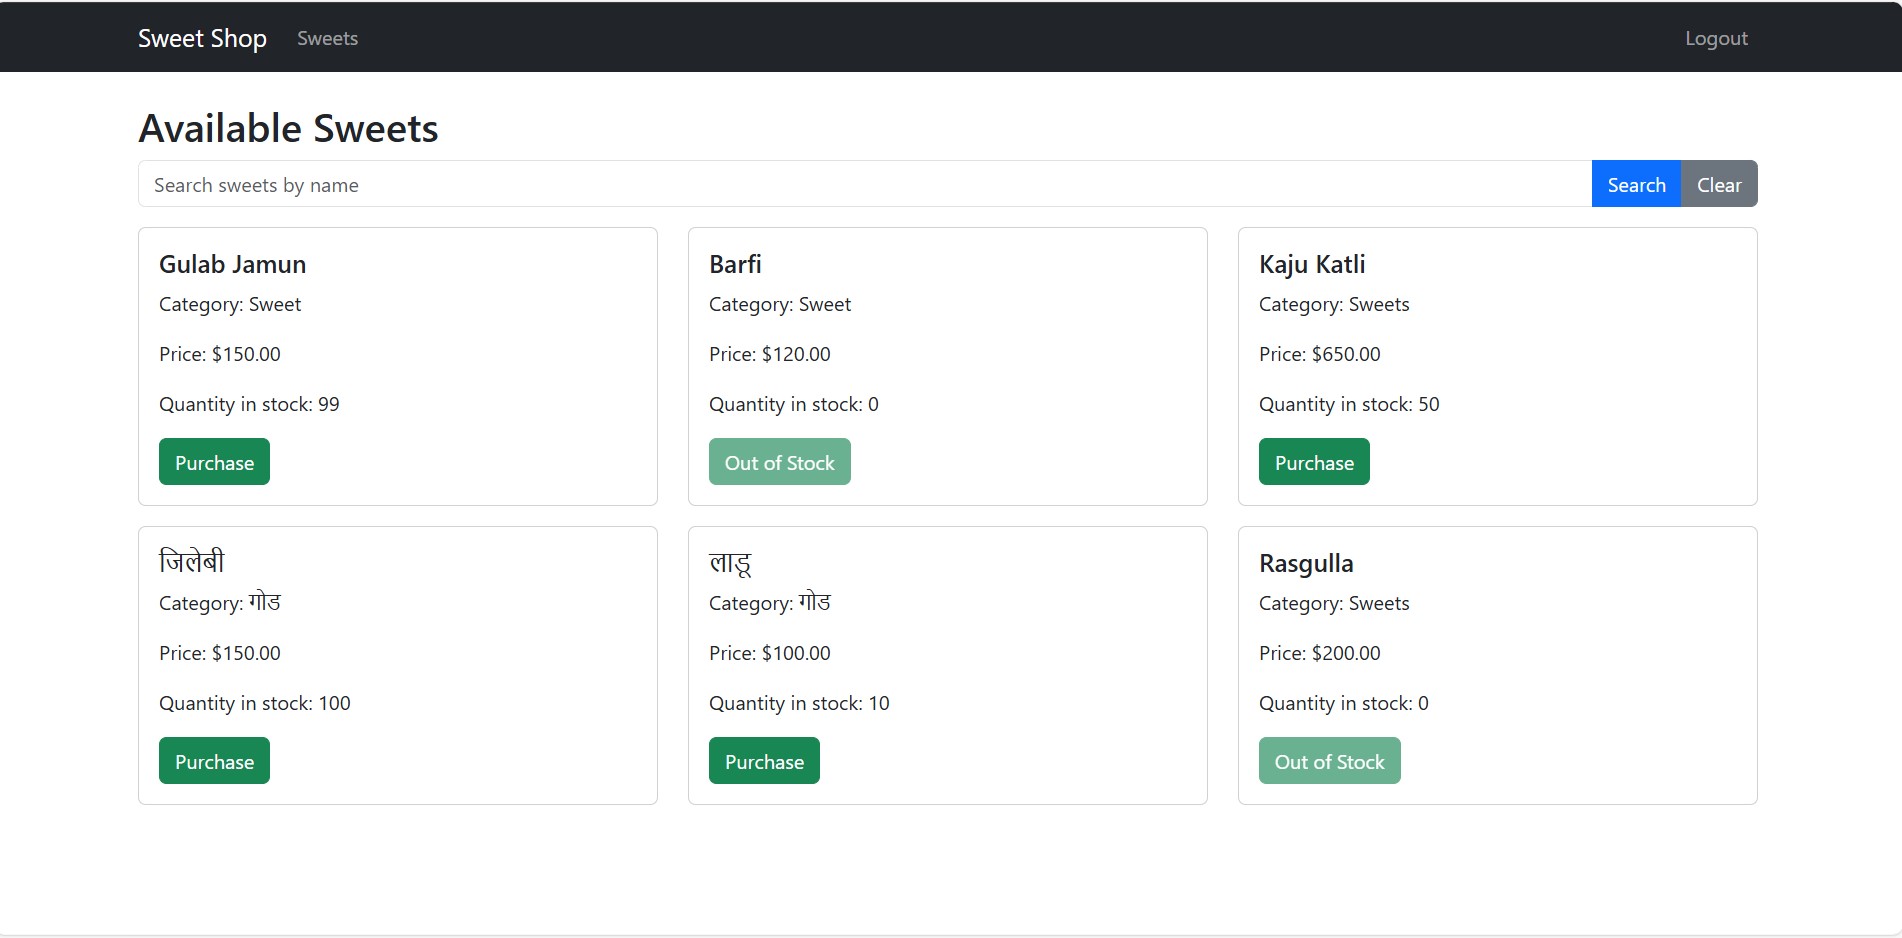 Sweet Shop Sweets Logout
Available Sweets
Search sweets by name Search Clear
Gulab Jamun
Category: Sweet
Price: $150.00
Quantity in stock: 99
Purchase
Barfi
Category: Sweet
Price: $120.00
Quantity in stock: 0
Out of Stock
Kaju Katli
Category: Sweets
Price: $650.00
Quantity in stock: 50
Purchase
जिलेबी
Category: गोड
Price: $150.00
Quantity in stock: 100
Purchase
लाडू
Category: गोड
Price: $100.00
Quantity in stock: 10
Purchase
Rasgulla
Category: Sweets
Price: $200.00
Quantity in stock: 0
Out of Stock